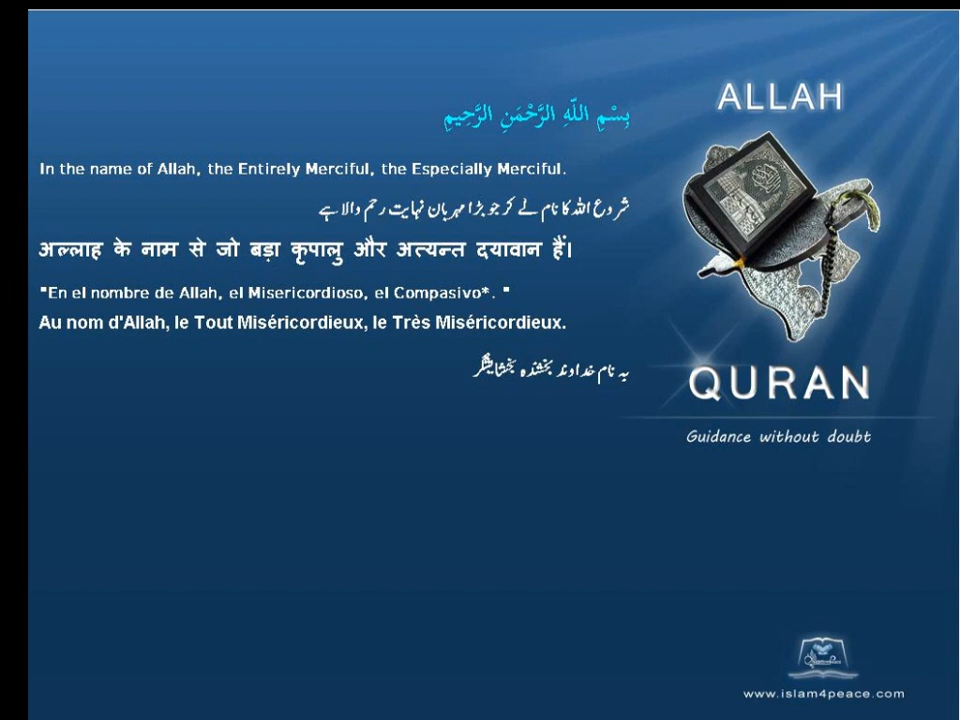 بِسْمِ اللَّهِ الرَّحْمَنِ الرَّحِيمِ
In the name of Allah, the Entirely Merciful, the Especially Merciful.
شروع اللہ کا نام لے کر جو بڑا مہربان نہایت رحم والا ہے
अल्लाह के नाम से जो बड़ा कृपालु और अत्यन्त दयावान हैं।
"En el nombre de Allah, el Misericordioso, el Compasivo*. "
Au nom d'Allah, le Tout Miséricordieux, le Très Miséricordieux.
به نام خداوند بخشنده بخشایشگر
ALLAH
QURAN
Guidance without doubt
www.islam4peace.com